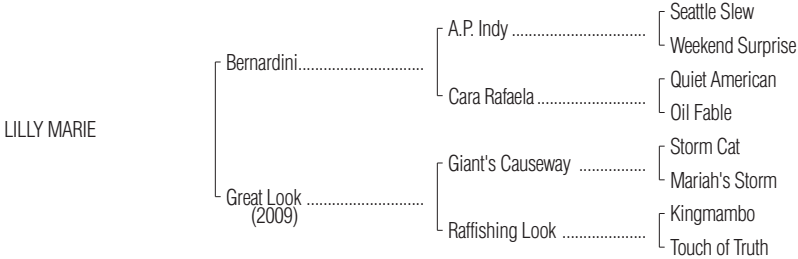 Seattle Slew
A.P. Indy ................................
Weekend Surprise
Bernardini..............................
Quiet American
Cara Rafaela ..........................
Oil Fable
LILLY MARIE
Storm Cat
Giant's Causeway ................
Mariah's Storm
Great Look ............................
(2009)
Kingmambo
Raffishing Look ....................
Touch of Truth